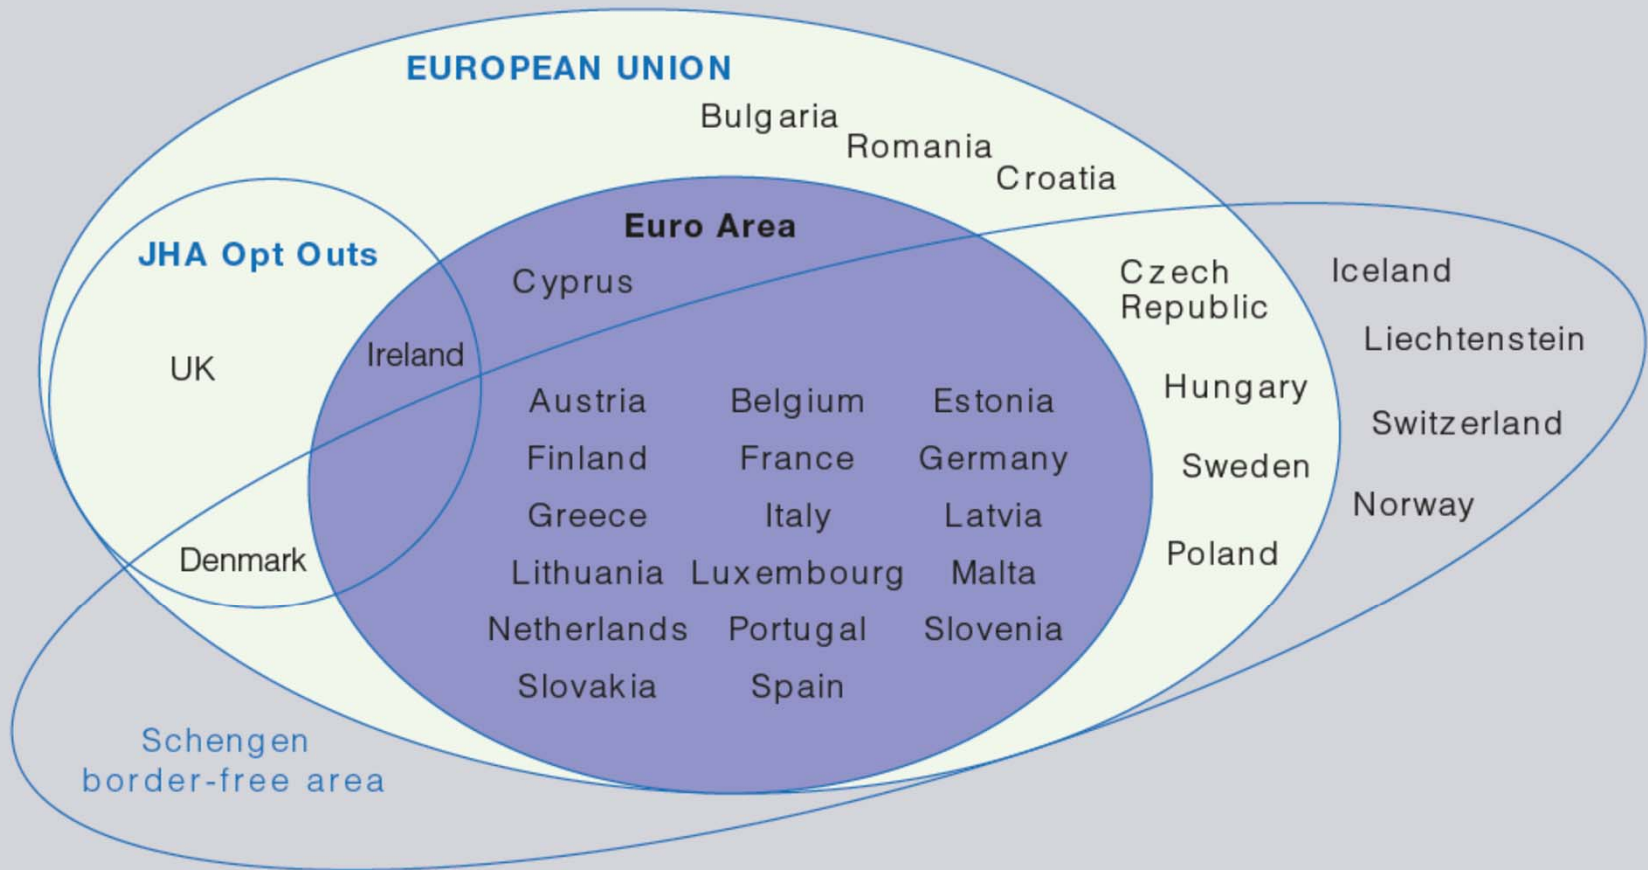 EUROPEAN UNION
Bulgaria
Romania
Croatia
Euro Area
JHA Opt Outs
Cyprus
Czech
Republic
Iceland
Liechtenstein
UK
Ireland
Hungary
Austria Belgium Estonia
Switzerland
Finland France Germany
Sweden
Norway
Greece Italy Latvia
Denmark
Poland
Lithuania Luxembourg Malta
Netherlands Portugal Slovenia
Slovakia Spain
Schengen
border-free area